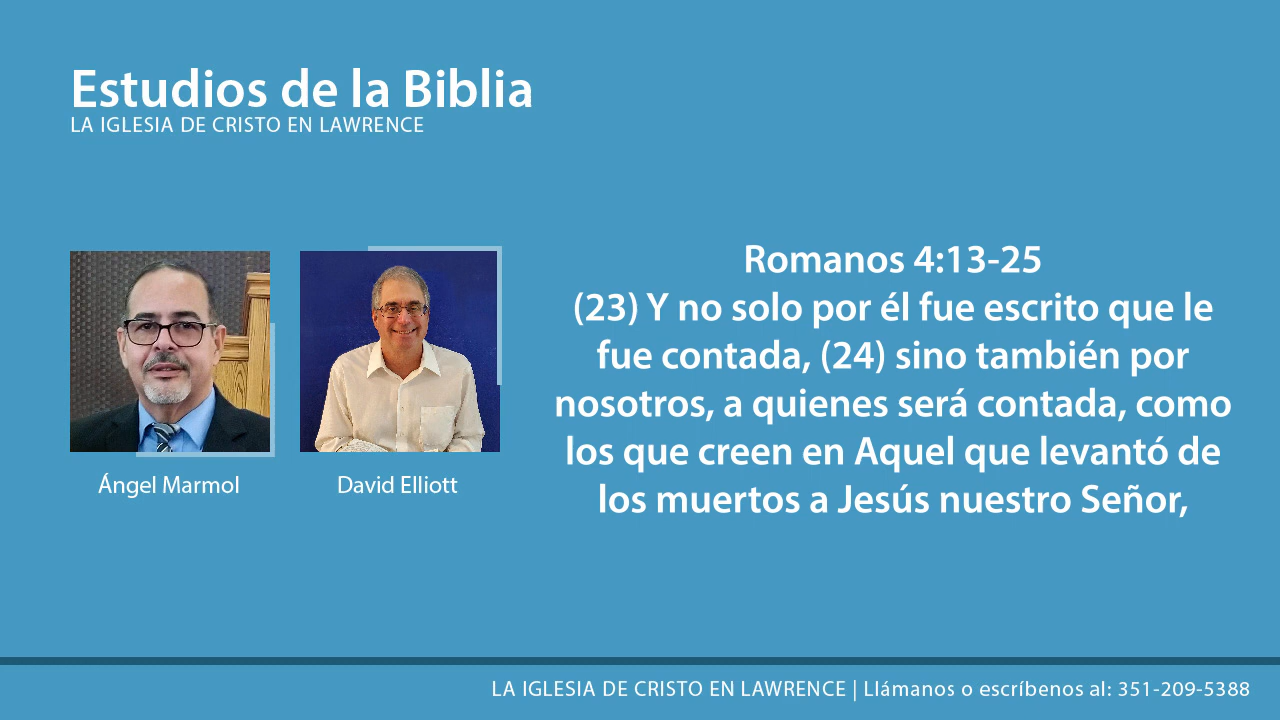 Estudios de la Biblia
LA IGLESIA DE CRISTO EN LAWRENCE
Ángel Marmol
David Elliott
Romanos 4:13-25
(23) Y no solo por él fue escrito que le
fue contada, (24) sino también por
nosotros, a quienes será contada, como
los que creen en Aquel que levantó de
los muertos a Jesús nuestro Señor,
LA IGLESIA DE CRISTO EN LAWRENCE | Llámanos o escríbenos al: 351-209-5388